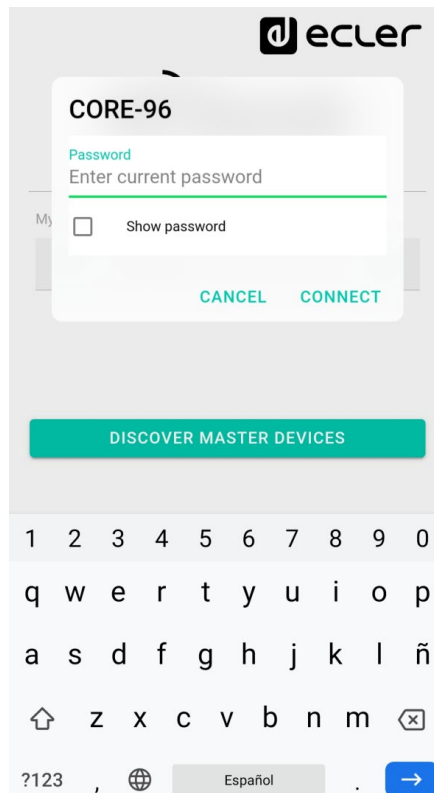 ecler
CORE-96
Password
Enter current password
My
Show password
CANCEL CONNECT
DISCOVER MASTER DEVICES
1 2 3 4 5 6 7 8 9 0
q w e r t y u i o p
a s d f g h j k l ñ
z x c v b n m
?123 , Español .